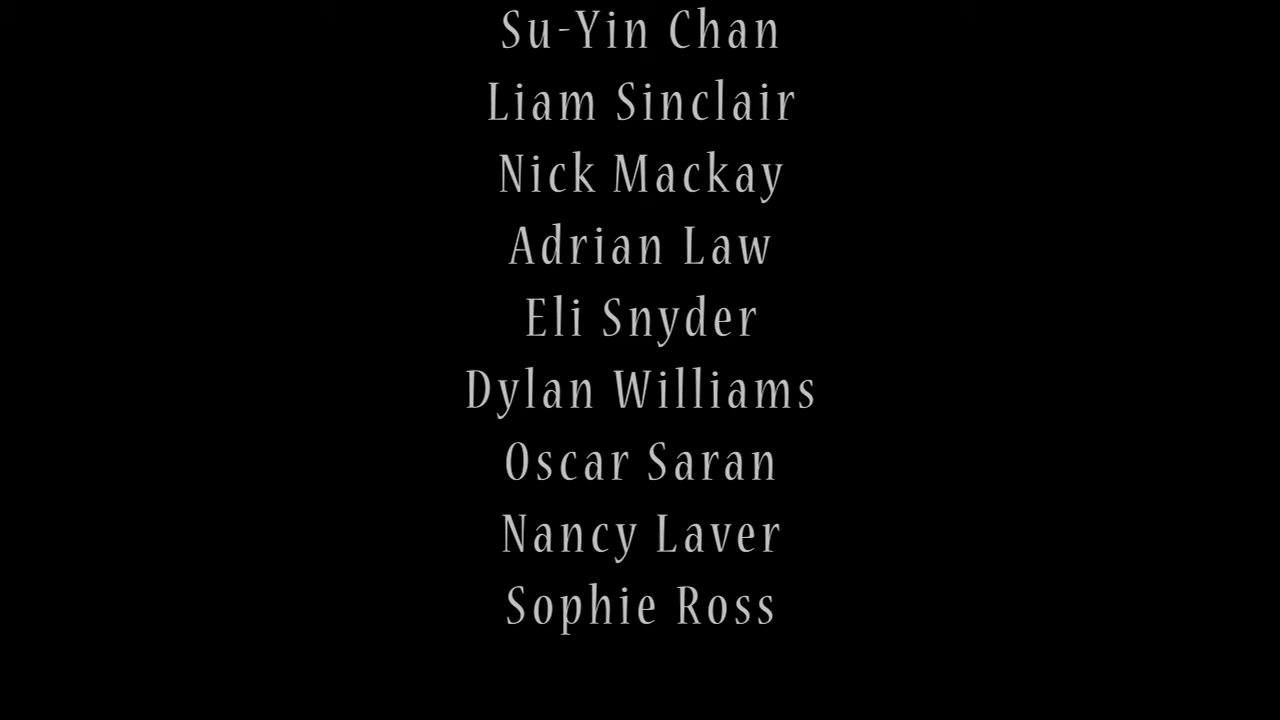 Su-Yin Chan
Liam Sinclair
Nick Mackay
Adrian Law
Eli Snyder
Dylan Williams
Oscar Saran
Nancy Laver
Sophie Ross